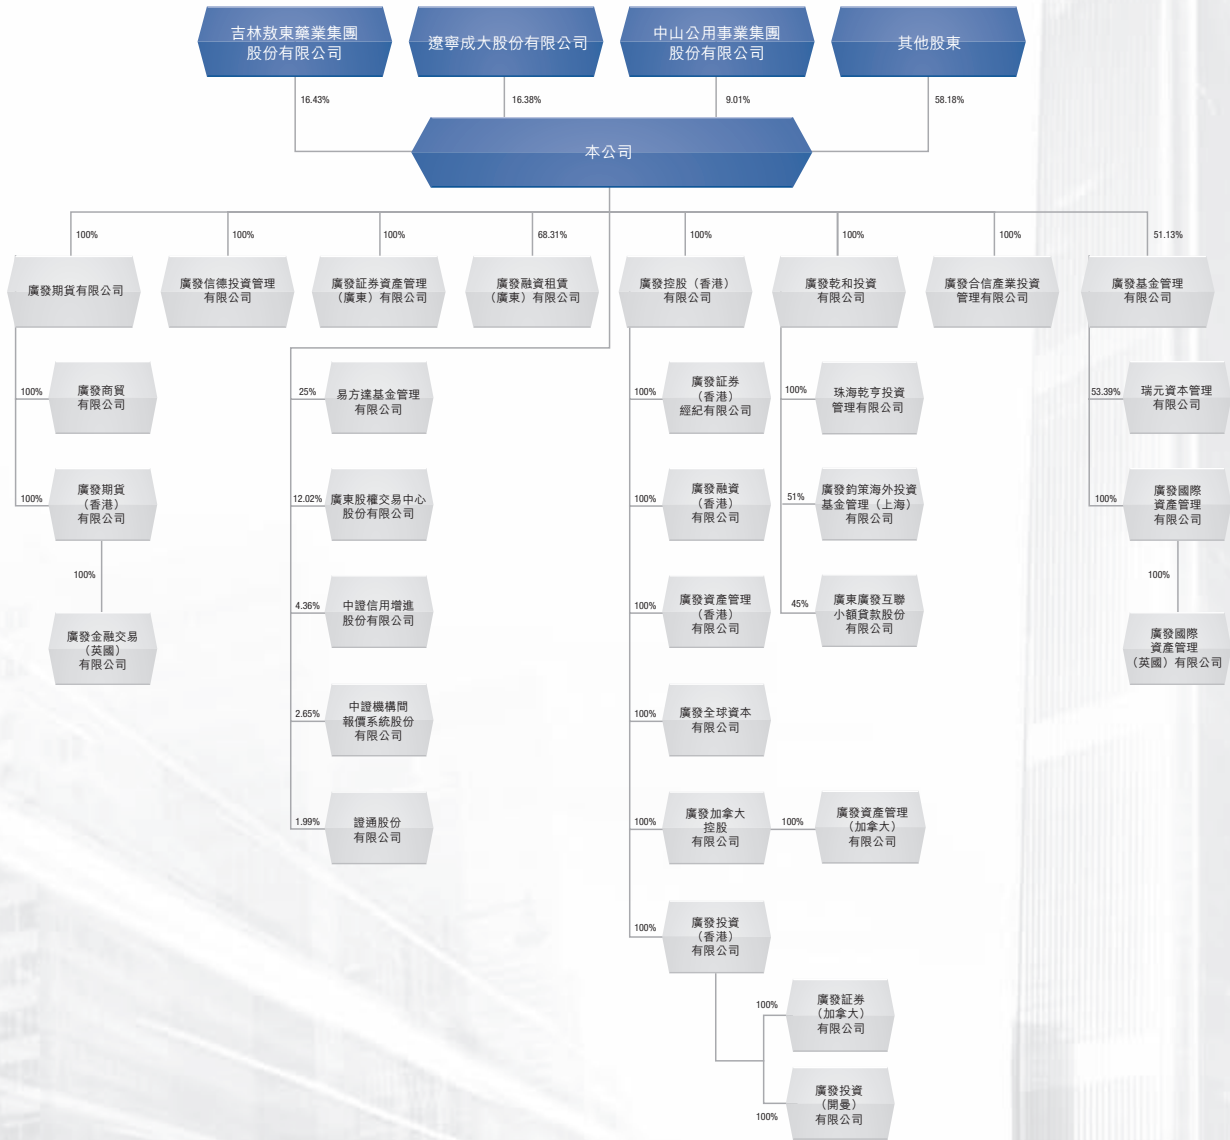 吉林敖東藥業集團
股份有限公司
遼寧成大股份有限公司
中山公用事業集團
股份有限公司
其他股東
16.43%
16.38%
9.01%
58.18%
本公司
100%
100%
100%
68.31%
100%
100%
100%
51.13%
廣發期貨有限公司
廣發信德投資管理
有限公司
廣發証券資產管理
（廣東）有限公司
廣發融資租賃
（廣東）有限公司
廣發控股（香港）
有限公司
廣發乾和投資
有限公司
廣發合信產業投資
管理有限公司
廣發基金管理
有限公司
100%
廣發商貿
有限公司
100%
廣發期貨
（香港）
有限公司
100%
廣發金融交易
（英國）
有限公司
25%
易方達基金管理
有限公司
12.02%
廣東股權交易中心
股份有限公司
4.36%
中證信用增進
股份有限公司
2.65%
中證機構間
報價系統股份
有限公司
1.99%
證通股份
有限公司
100%
廣發証券
（香港）
經紀有限公司
100%
廣發融資
（香港）
有限公司
100%
廣發資產管理
（香港）
有限公司
100%
廣發全球資本
有限公司
100%
廣發加拿大
控股
有限公司
100%
廣發資產管理
（加拿大）
有限公司
100%
廣發投資
（香港）
有限公司
100%
廣發証券
（加拿大）
有限公司
100%
廣發投資
（開曼）
有限公司
100%
珠海乾亨投資
管理有限公司
51%
廣發鈞策海外投資
基金管理（上海）
有限公司
45%
廣東廣發互聯
小額貸款股份
有限公司
53.39%
瑞元資本管理
有限公司
100%
廣發國際
資產管理
有限公司
100%
廣發國際
資產管理
（英國）有限公司